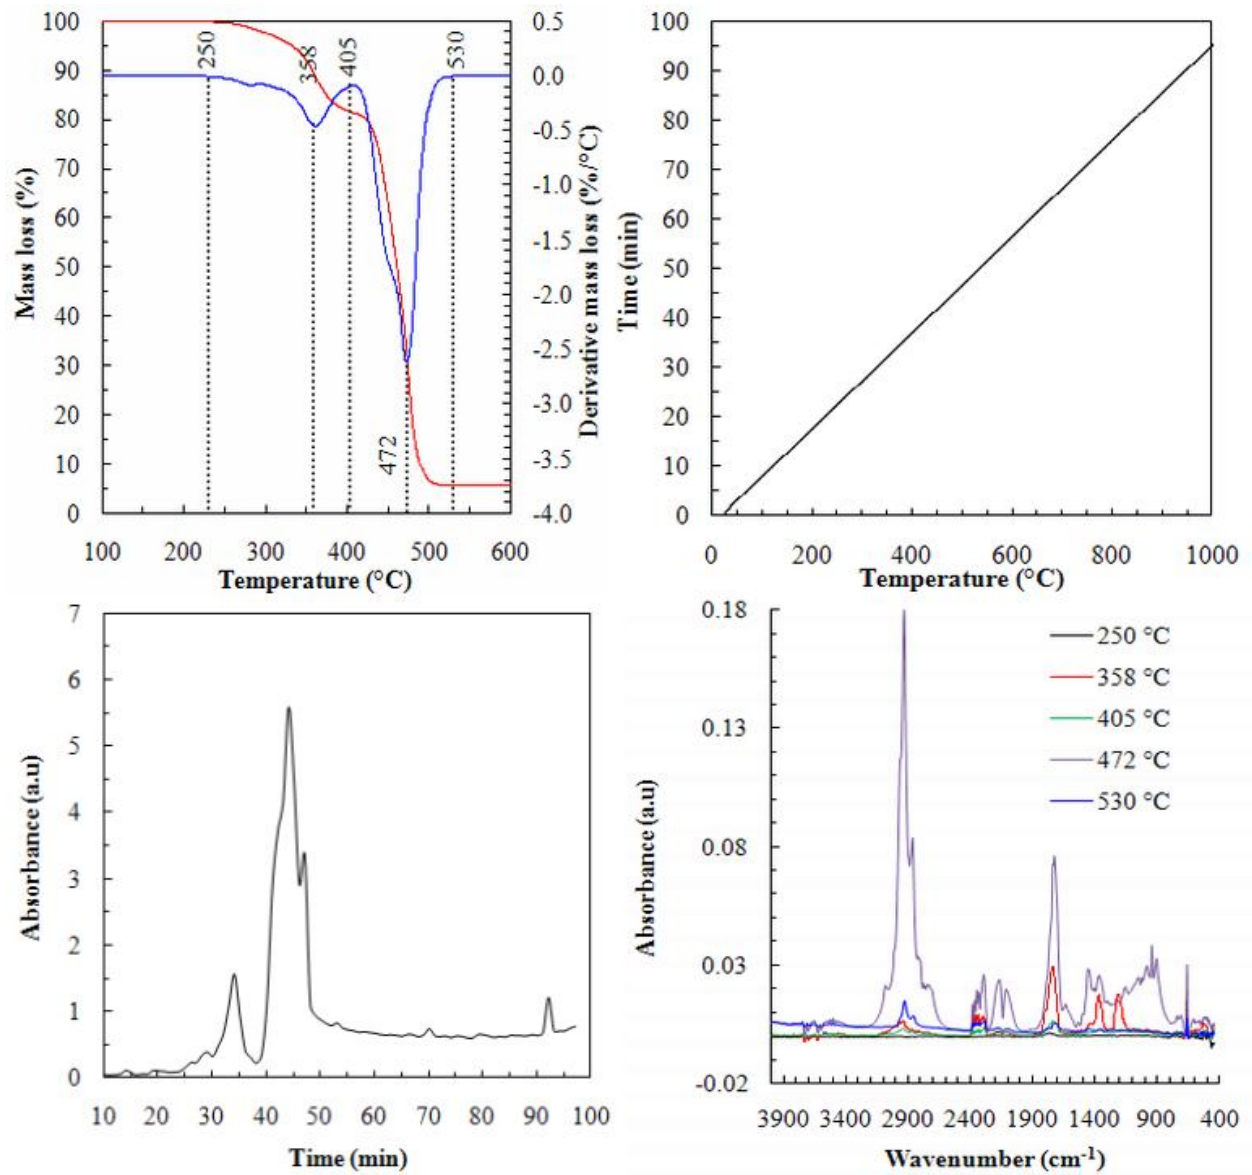 100
90
80
70
60
50
40
30
20
10
0
Mass loss (%)
250
358
405
530
472
0.5
0.0
-0.5
-1.0
-1.5
-2.0
-2.5
-3.0
-3.5
-4.0
Derivative mass loss (%/°C)
100 200 300 400 500 600
Temperature (°C)
100
90
80
70
60
50
40
30
20
10
0
Time (min)
0 200 400 600 800 1000
Temperature (°C)
7
6
5
4
3
2
1
0
Absorbance (a.u)
10 20 30 40 50 60 70 80 90 100
Time (min)
0.18
0.13
0.08
0.03
-0.02
Absorbance (a.u)
250 °C
358 °C
405 °C
472 °C
530 °C
3900 3400 2900 2400 1900 1400 900 400
Wavenumber (cm-1)